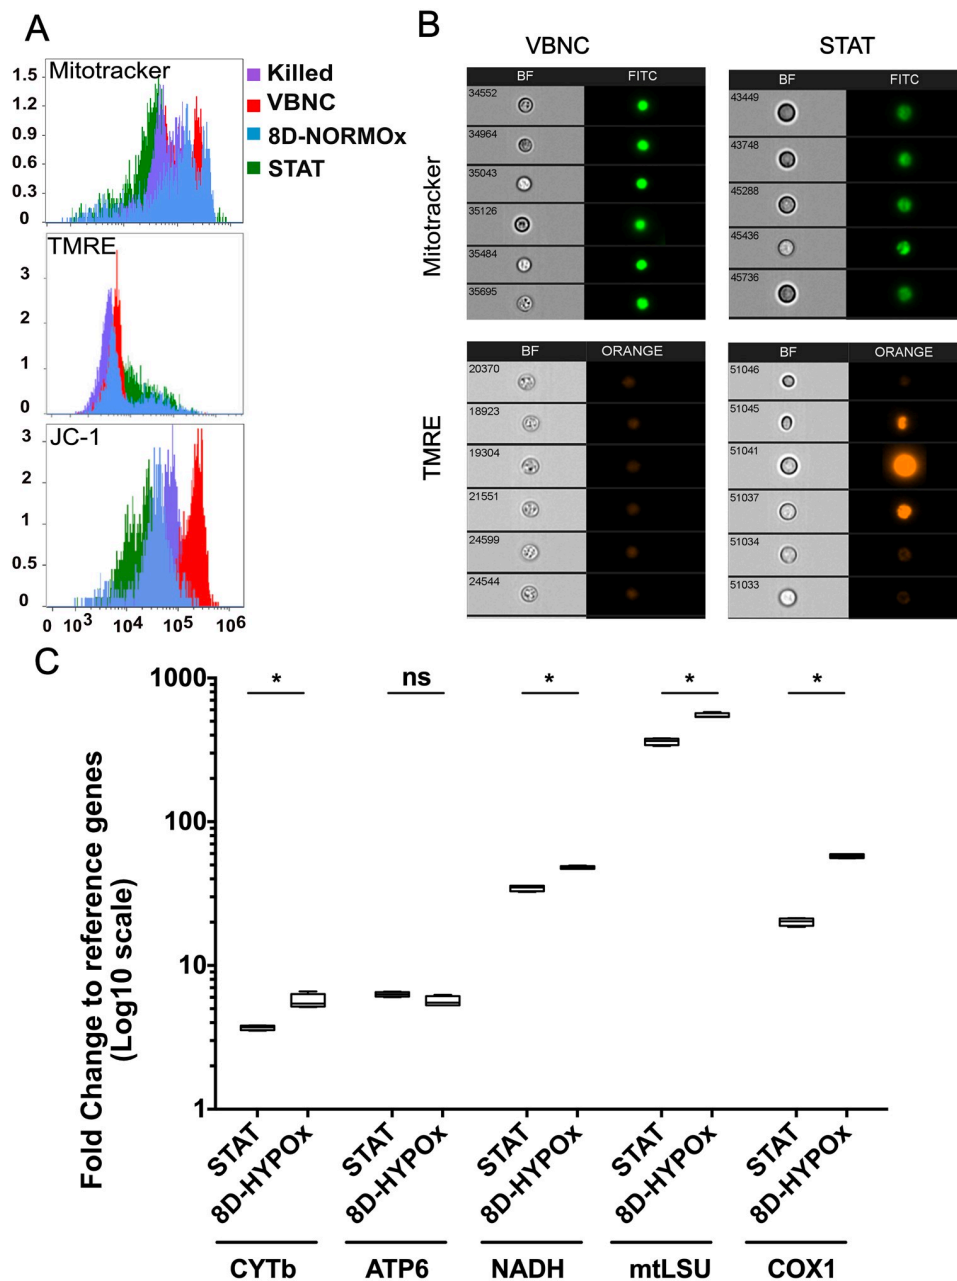 A
Mitotracker
1.5
1.2
0.9
0.6
1.3
0
Killed
VBNC
8D-NORMOx
STAT
TMRE
3
2
1
0
JC-1
3
2
1
0.5
0
0 10³ 10⁴ 10⁵ 10⁶
B
VBNC STAT
Mitotracker
BF FITC
34552
34964
35043
35126
35484
35695
BF FITC
43449
43748
45288
45436
45736
TMRE
BF ORANGE
20370
18923
19304
21551
24599
24544
BF ORANGE
51046
51045
51041
51037
51034
51033
C
Fold Change to reference genes
(Log10 scale)
1000
100
10
1
* ns * * *
STAT 8D-HYPOx STAT 8D-HYPOx STAT 8D-HYPOx STAT 8D-HYPOx STAT 8D-HYPOx
CYTb ATP6 NADH mtLSU COX1